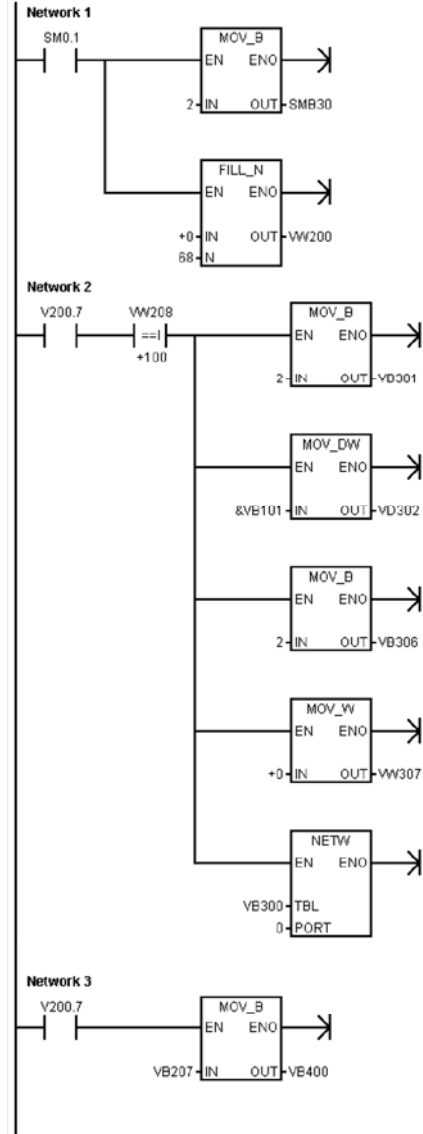 Network 1
SM0.1
MOV_B
EN ENO
2 IN OUT SMB30
FILL_N
EN ENO
+0 IN OUT VW200
68 N
Network 2
V200.7 VW208
==I
+100
MOV_B
EN ENO
2 IN OUT VB301
MOV_DW
EN ENO
&VB101 IN OUT VD302
MOV_B
EN ENO
2 IN OUT VB306
MOV_W
EN ENO
+0 IN OUT VW307
NETW
EN ENO
VB300 TBL
0 PORT
Network 3
V200.7
MOV_B
EN ENO
VB207 IN OUT VB400